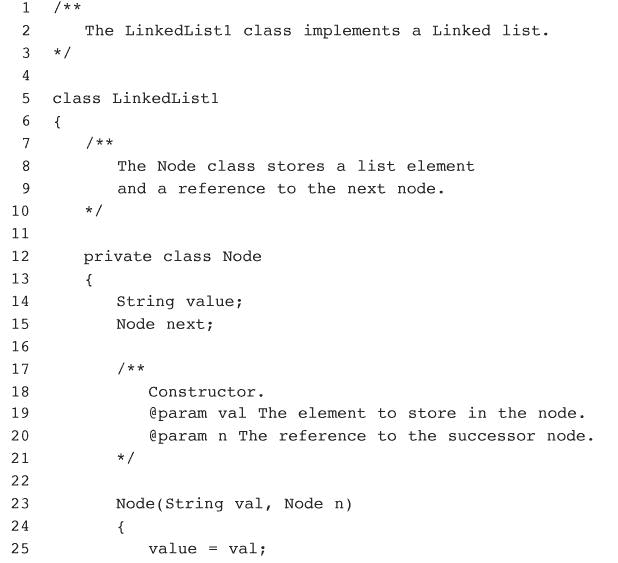 1 /**
2 The LinkedList1 class implements a Linked list.
3 */
4
5 class LinkedList1
6 {
7 /**
8 The Node class stores a list element
9 and a reference to the next node.
10 */
11
12 private class Node
13 {
14 String value;
15 Node next;
16
17 /**
18 Constructor.
19 @param val The element to store in the node.
20 @param n The reference to the successor node.
21 */
22
23 Node(String val, Node n)
24 {
25 value = val;